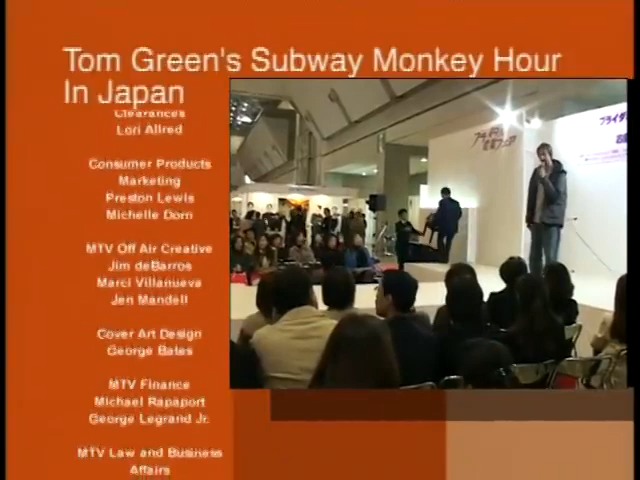 Tom Green's Subway Monkey Hour
In Japan
Clearances
Lori Allred
Consumer Products
Marketing
Preston Lewis
Michelle Dorn
MTV Off Air Creative
Jim deBarros
Marci Villanueva
Jen Mandell
Cover Art Design
George Bates
MTV Finance
Michael Rapaport
George Legrand Jr.
MTV Law and Business
Affairs